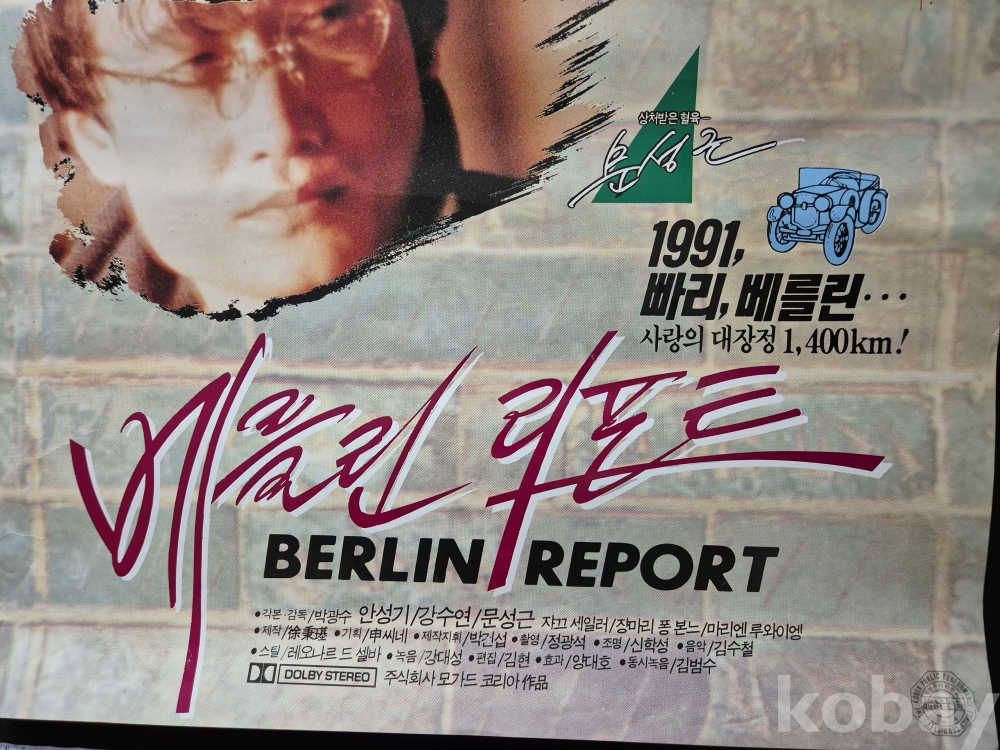 상처받은 혈육—
문성근
1991,
빠리, 베를린…
사랑의 대장정 1,400km!
베를린 리포트
BERLIN REPORT
•각본·감독/박광수 안성기/강수연/문성근 쟈끄 세일러/장마리 퐁 본느/마리엔 루와이엥
•제작/徐秉 •기획/申씨네 •제작지휘/박건섭 •촬영/정광석 •조명/신학성 •음악/김수철
•스틸/레오나르 드 셀바 •녹음/강대성 •편집/김현 •효과/양대호 •동시녹음/김범수
DOLBY STEREO 주식회사 모가드 코리아 作品
kobay